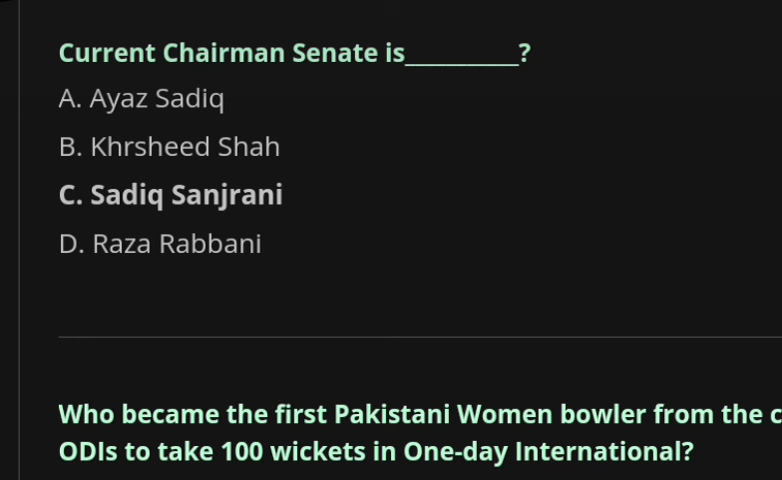 Current Chairman Senate is__________?
A. Ayaz Sadiq
B. Khrsheed Shah
C. Sadiq Sanjrani
D. Raza Rabbani
Who became the first Pakistani Women bowler from the
ODIs to take 100 wickets in One-day International?